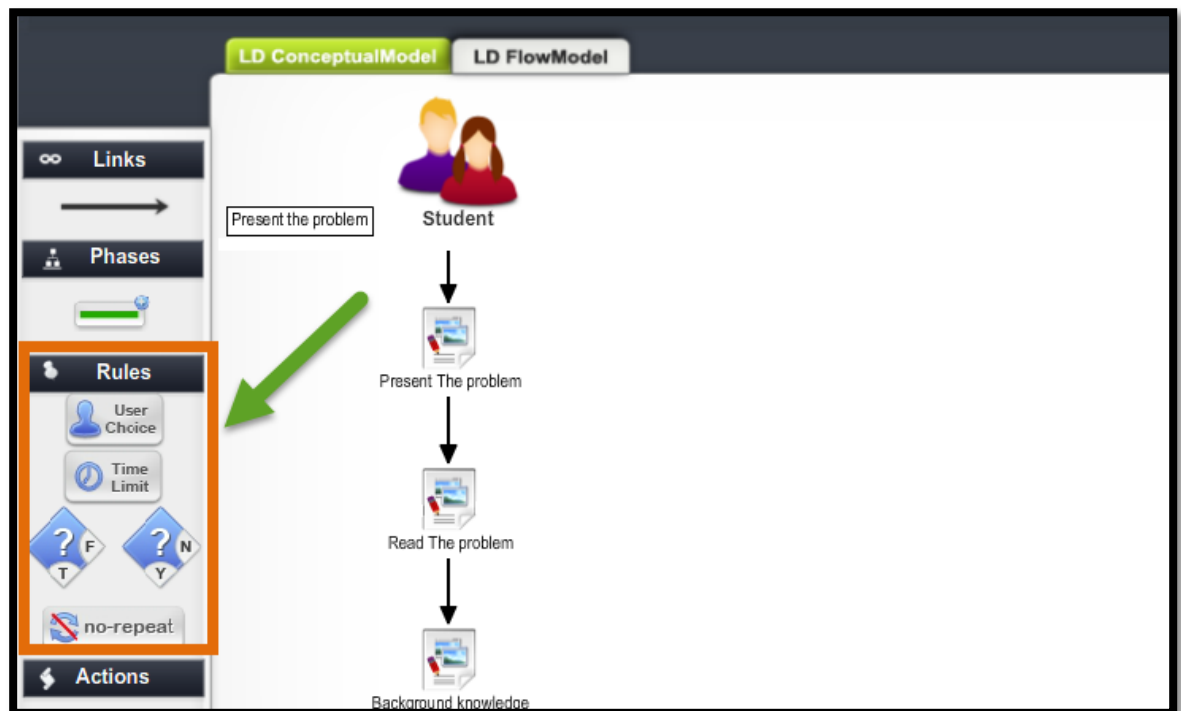 LD ConceptualModel
LD FlowModel
Links
Phases
Rules
User
Choice
Time
Limit
? F
T
? N
Y
no-repeat
Actions
Present the problem
Student
Present The problem
Read The problem
Background knowledge